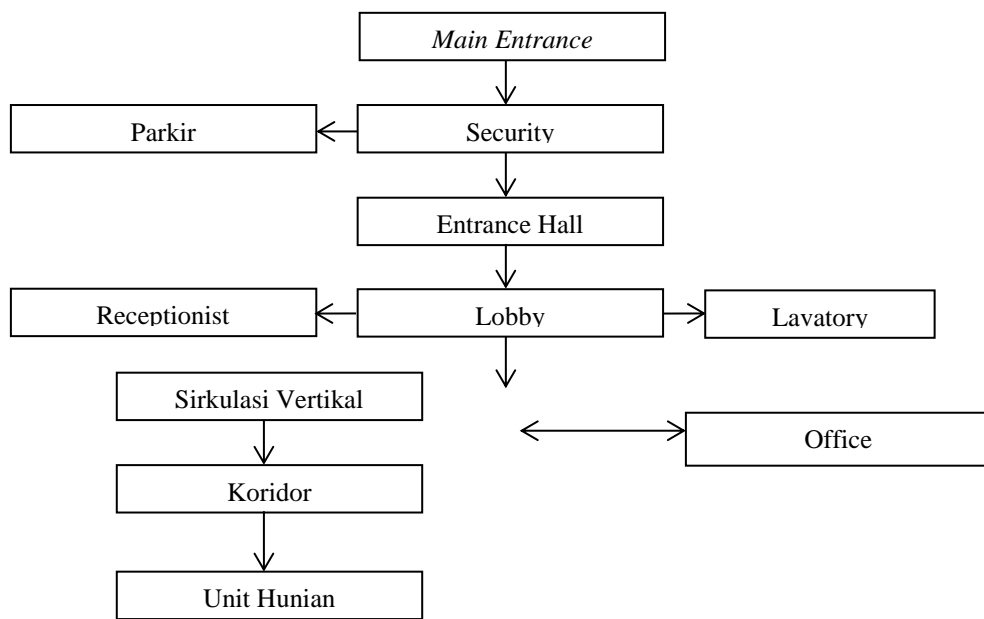 Main Entrance
Parkir
Security
Entrance Hall
Receptionist
Lobby
Lavatory
Sirkulasi Vertikal
Office
Koridor
Unit Hunian